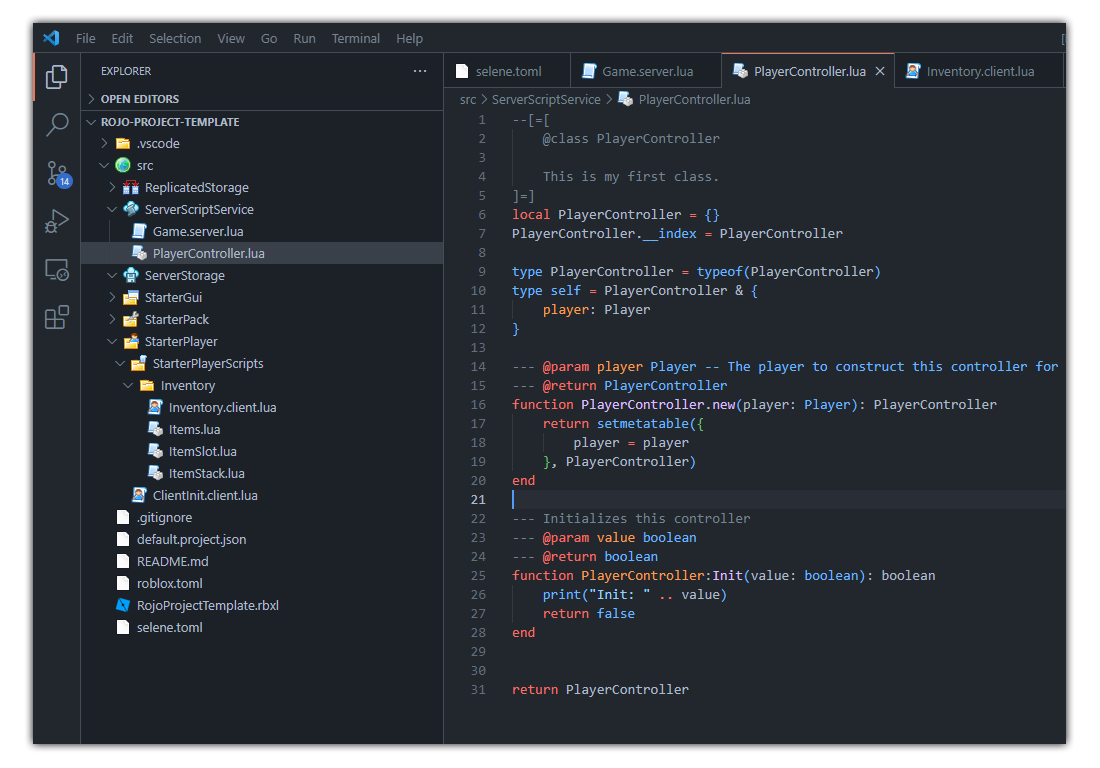 File Edit Selection View Go Run Terminal Help
EXPLORER ...
OPEN EDITORS
ROJO-PROJECT-TEMPLATE
.vscode
src
ReplicatedStorage
ServerScriptService
Game.server.lua
PlayerController.lua
ServerStorage
StarterGui
StarterPack
StarterPlayer
StarterPlayerScripts
Inventory
Inventory.client.lua
Items.lua
ItemSlot.lua
ItemStack.lua
ClientInit.client.lua
.gitignore
default.project.json
README.md
roblox.toml
RojoProjectTemplate.rbxl
selene.toml
14
selene.toml Game.server.lua PlayerController.lua Inventory.client.lua
src > ServerScriptService > PlayerController.lua
1 --[=[
2     @class PlayerController
3
4     This is my first class.
5 ]=]
6 local PlayerController = {}
7 PlayerController.__index = PlayerController
8
9 type PlayerController = typeof(PlayerController)
10 type self = PlayerController & {
11     player: Player
12 }
13
14 --- @param player Player -- The player to construct this controller for
15 --- @return PlayerController
16 function PlayerController.new(player: Player): PlayerController
17     return setmetatable({
18         player = player
19     }, PlayerController)
20 end
21
22 --- Initializes this controller
23 --- @param value boolean
24 --- @return boolean
25 function PlayerController:Init(value: boolean): boolean
26     print("Init: " .. value)
27     return false
28 end
29
30
31 return PlayerController